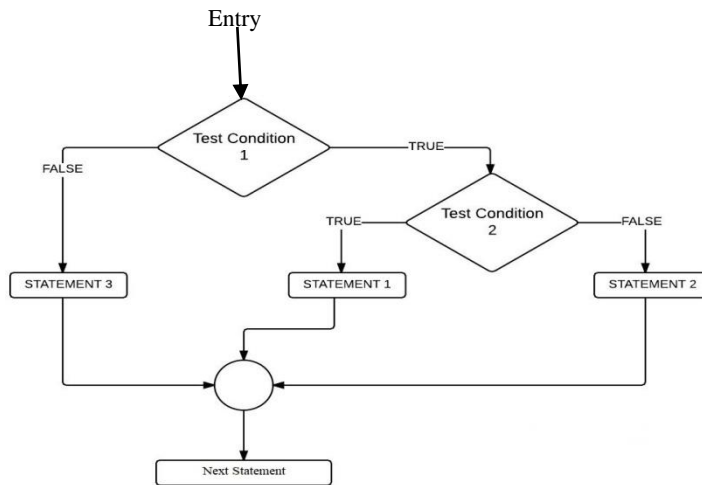 Entry
Test Condition
1
FALSE
TRUE
Test Condition
2
TRUE
FALSE
STATEMENT 3
STATEMENT 1
STATEMENT 2
Next Statement